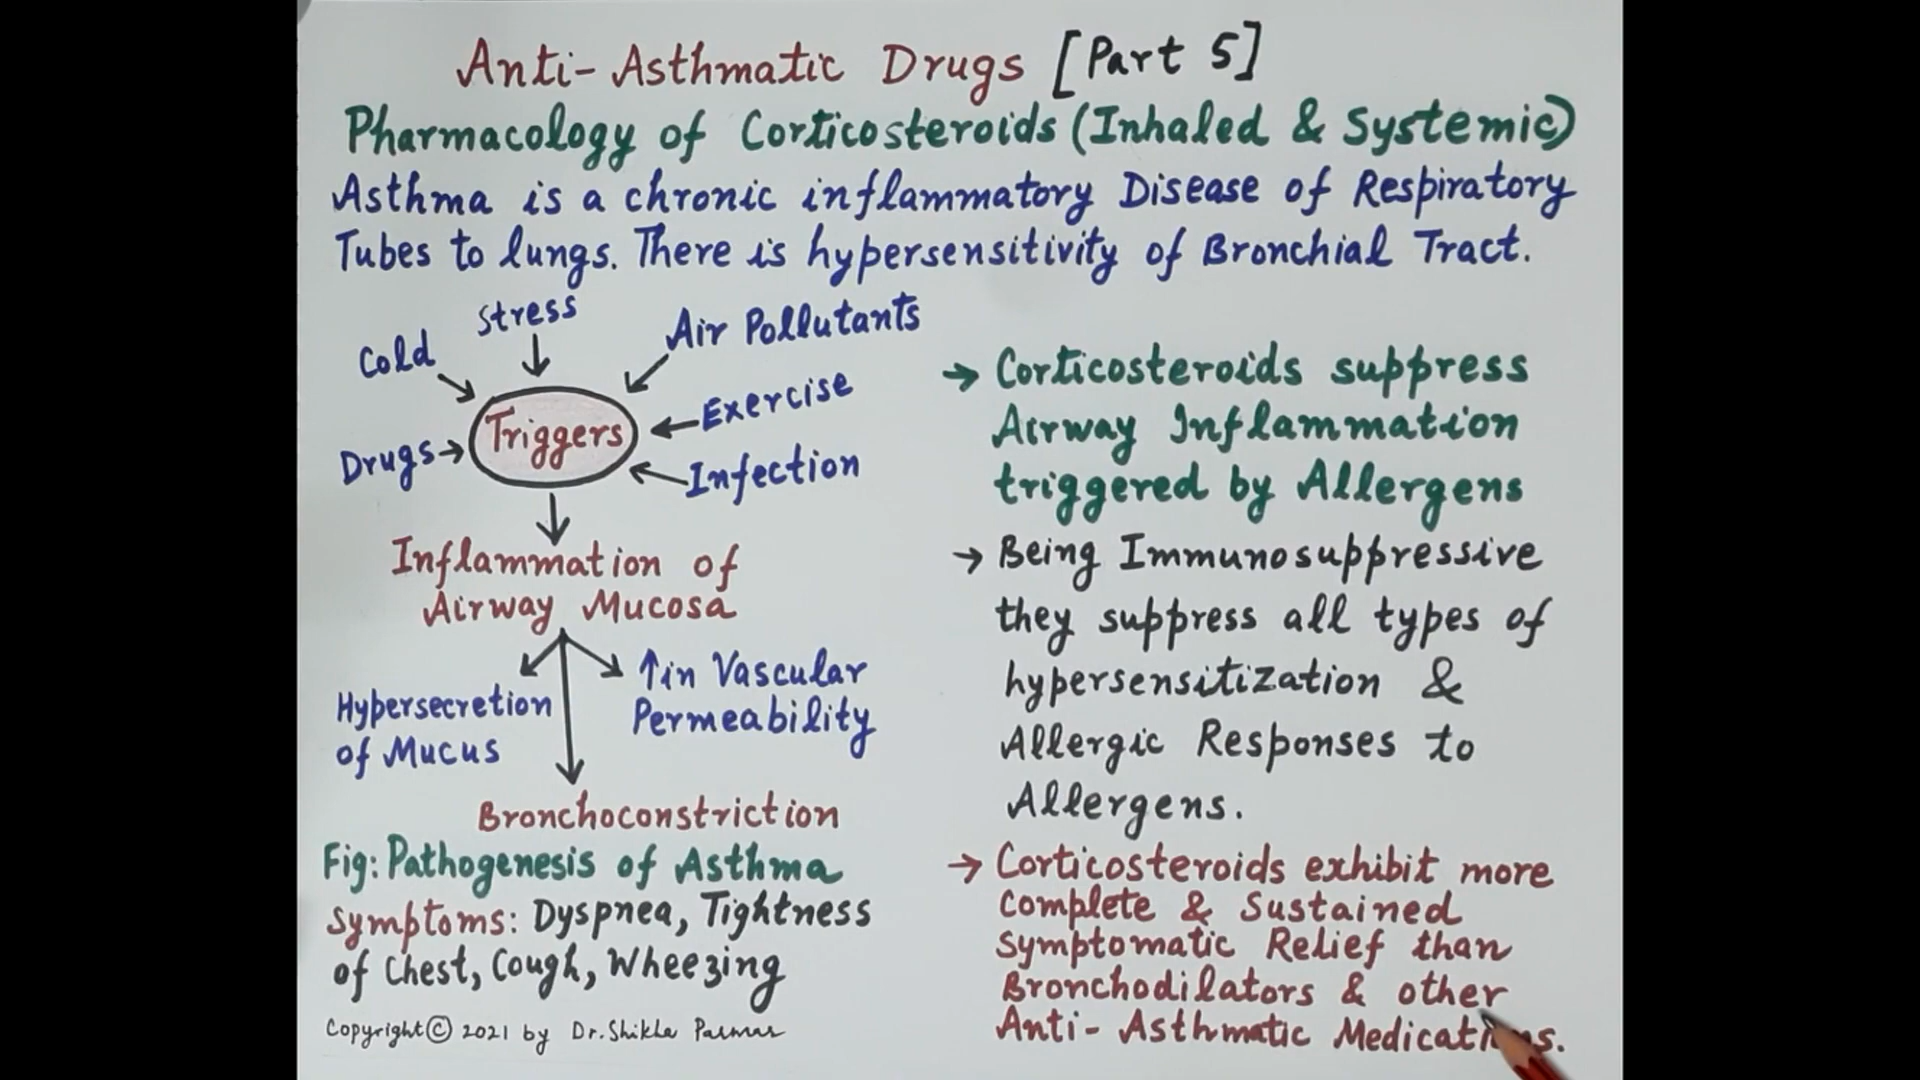 Anti-Asthmatic Drugs [Part 5]
Pharmacology of Corticosteroids (Inhaled & Systemic)
Asthma is a chronic inflammatory Disease of Respiratory
Tubes to lungs. There is hypersensitivity of Bronchial Tract.
Stress
Cold
Air Pollutants
Exercise
Triggers
Drugs
Infection
Inflammation of
Airway Mucosa
Hypersecretion
of Mucus
↑ in Vascular
Permeability
Bronchoconstriction
Fig: Pathogenesis of Asthma
Symptoms: Dyspnea, Tightness
of Chest, Cough, Wheezing
Copyright © 2021 by Dr. Shikha Parmar
→ Corticosteroids suppress
Airway Inflammation
triggered by Allergens
→ Being Immunosuppressive
they suppress all types of
hypersensitization &
Allergic Responses to
Allergens.
→ Corticosteroids exhibit more
Complete & Sustained
Symptomatic Relief than
Bronchodilators & other
Anti-Asthmatic Medications.